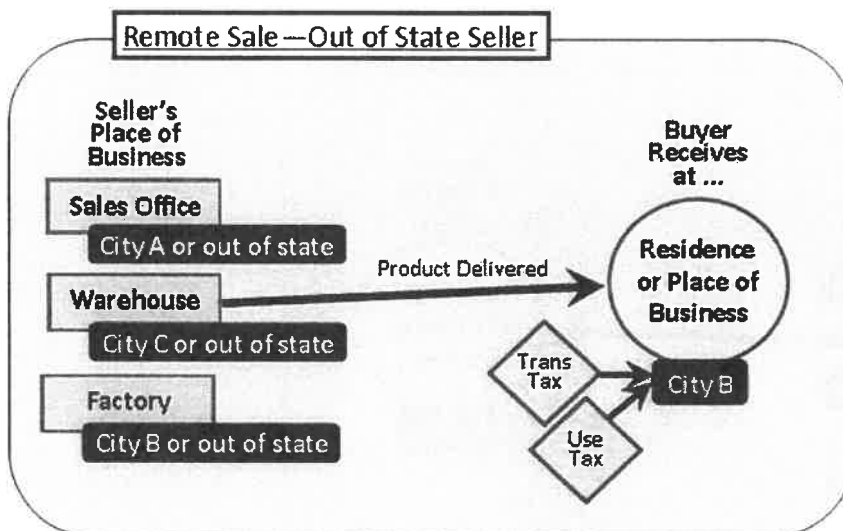 Remote Sale—Out of State Seller
Seller's
Place of
Business
Sales Office
City A or out of state
Warehouse
City C or out of state
Factory
City B or out of state
Product Delivered
Buyer
Receives
at ...
Residence
or Place of
Business
City B
Trans
Tax
Use
Tax